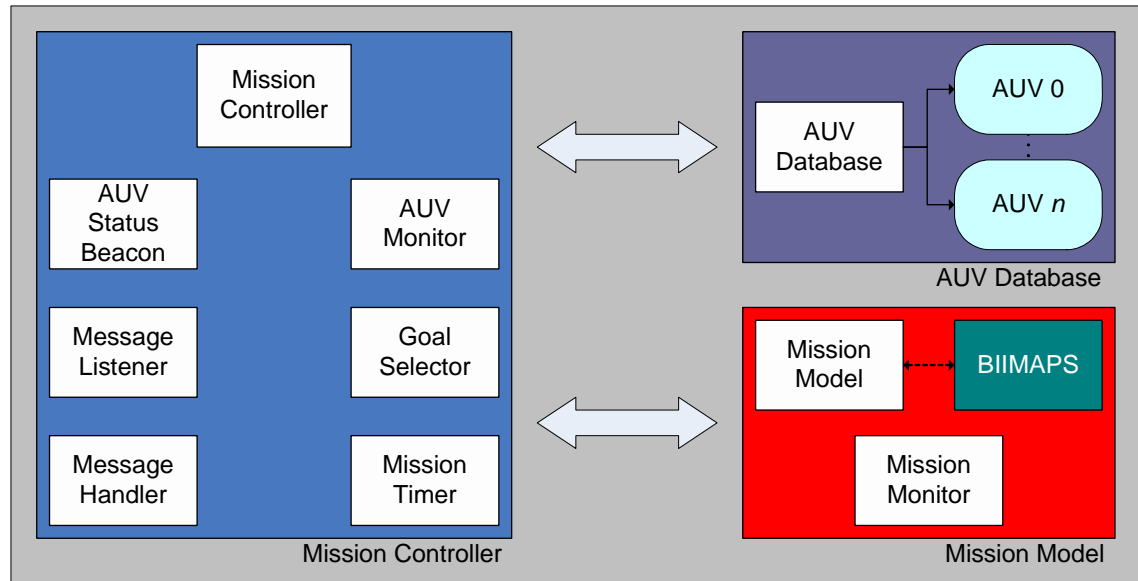 Mission
Controller
AUV
Status
Beacon
AUV
Monitor
Message
Listener
Goal
Selector
Message
Handler
Mission
Timer
Mission Controller
AUV
Database
AUV 0
AUV n
AUV Database
Mission
Model
BIIMAPS
Mission
Monitor
Mission Model